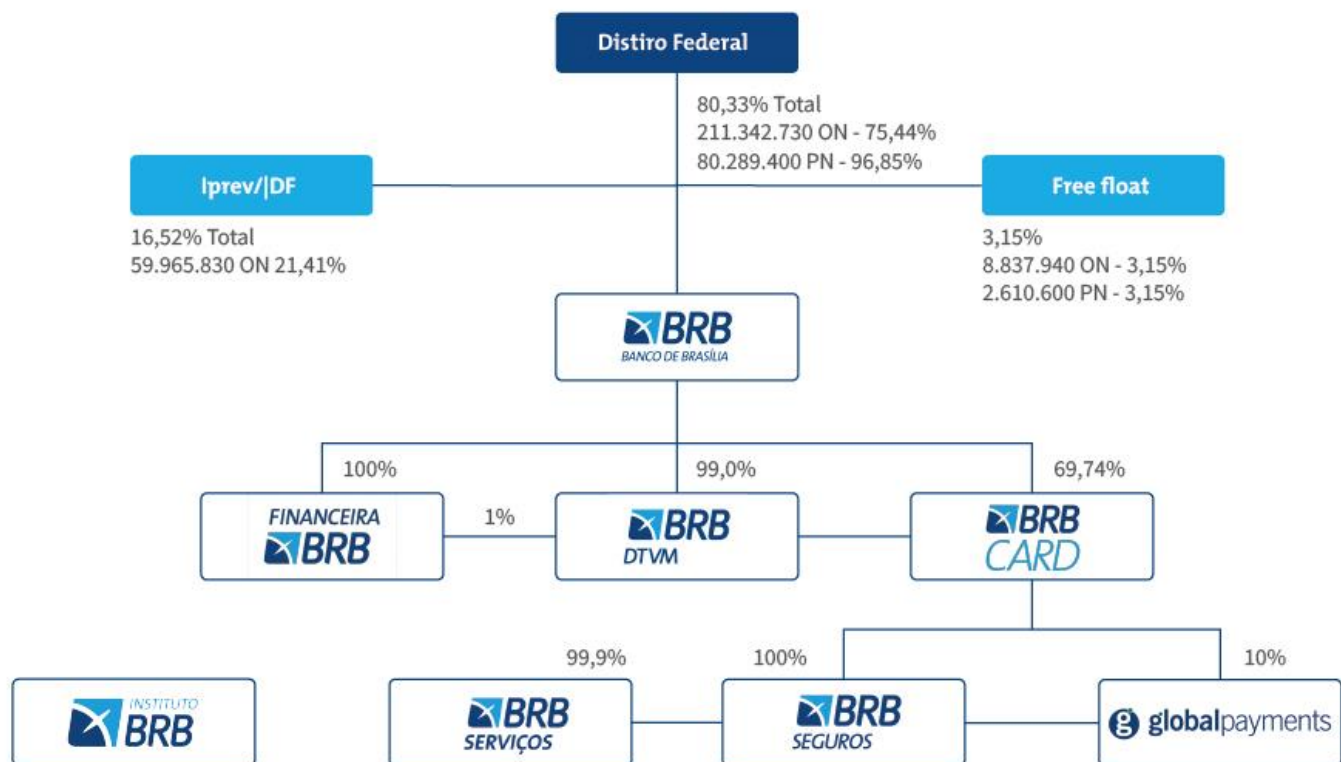 Distiro Federal
80,33% Total
211.342.730 ON - 75,44%
80.289.400 PN - 96,85%
Iprev/|DF
16,52% Total
59.965.830 ON 21,41%
Free float
3,15%
8.837.940 ON - 3,15%
2.610.600 PN - 3,15%
BRB
BANCO DE BRASÍLIA
100%
99,0%
69,74%
FINANCEIRA
BRB
1%
BRB
DTVM
BRB
CARD
99,9%
100%
10%
INSTITUTO
BRB
BRB
SERVIÇOS
BRB
SEGUROS
g globalpayments